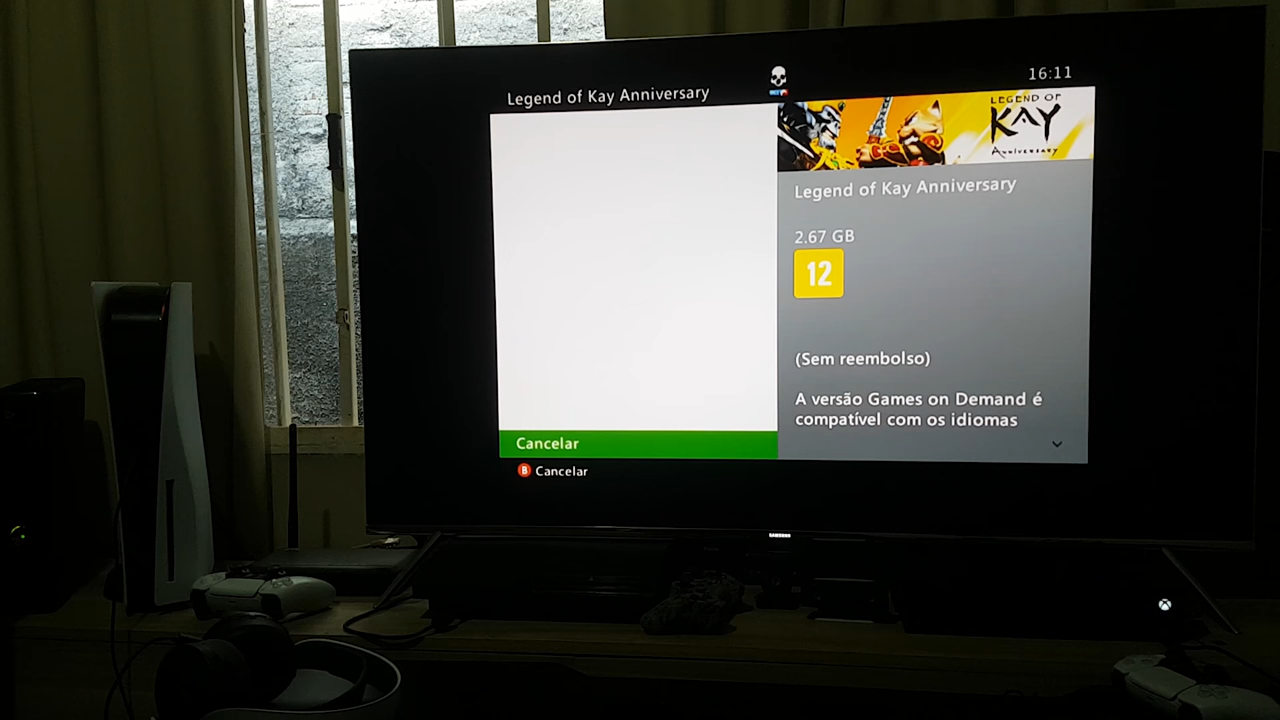 Legend of Kay Anniversary
16:11
LEGEND OF
KAY
ANNIVERSARY
Legend of Kay Anniversary
2.67 GB
12
(Sem reembolso)
A versão Games on Demand é
compatível com os idiomas
Cancelar
B Cancelar
SAMSUNG